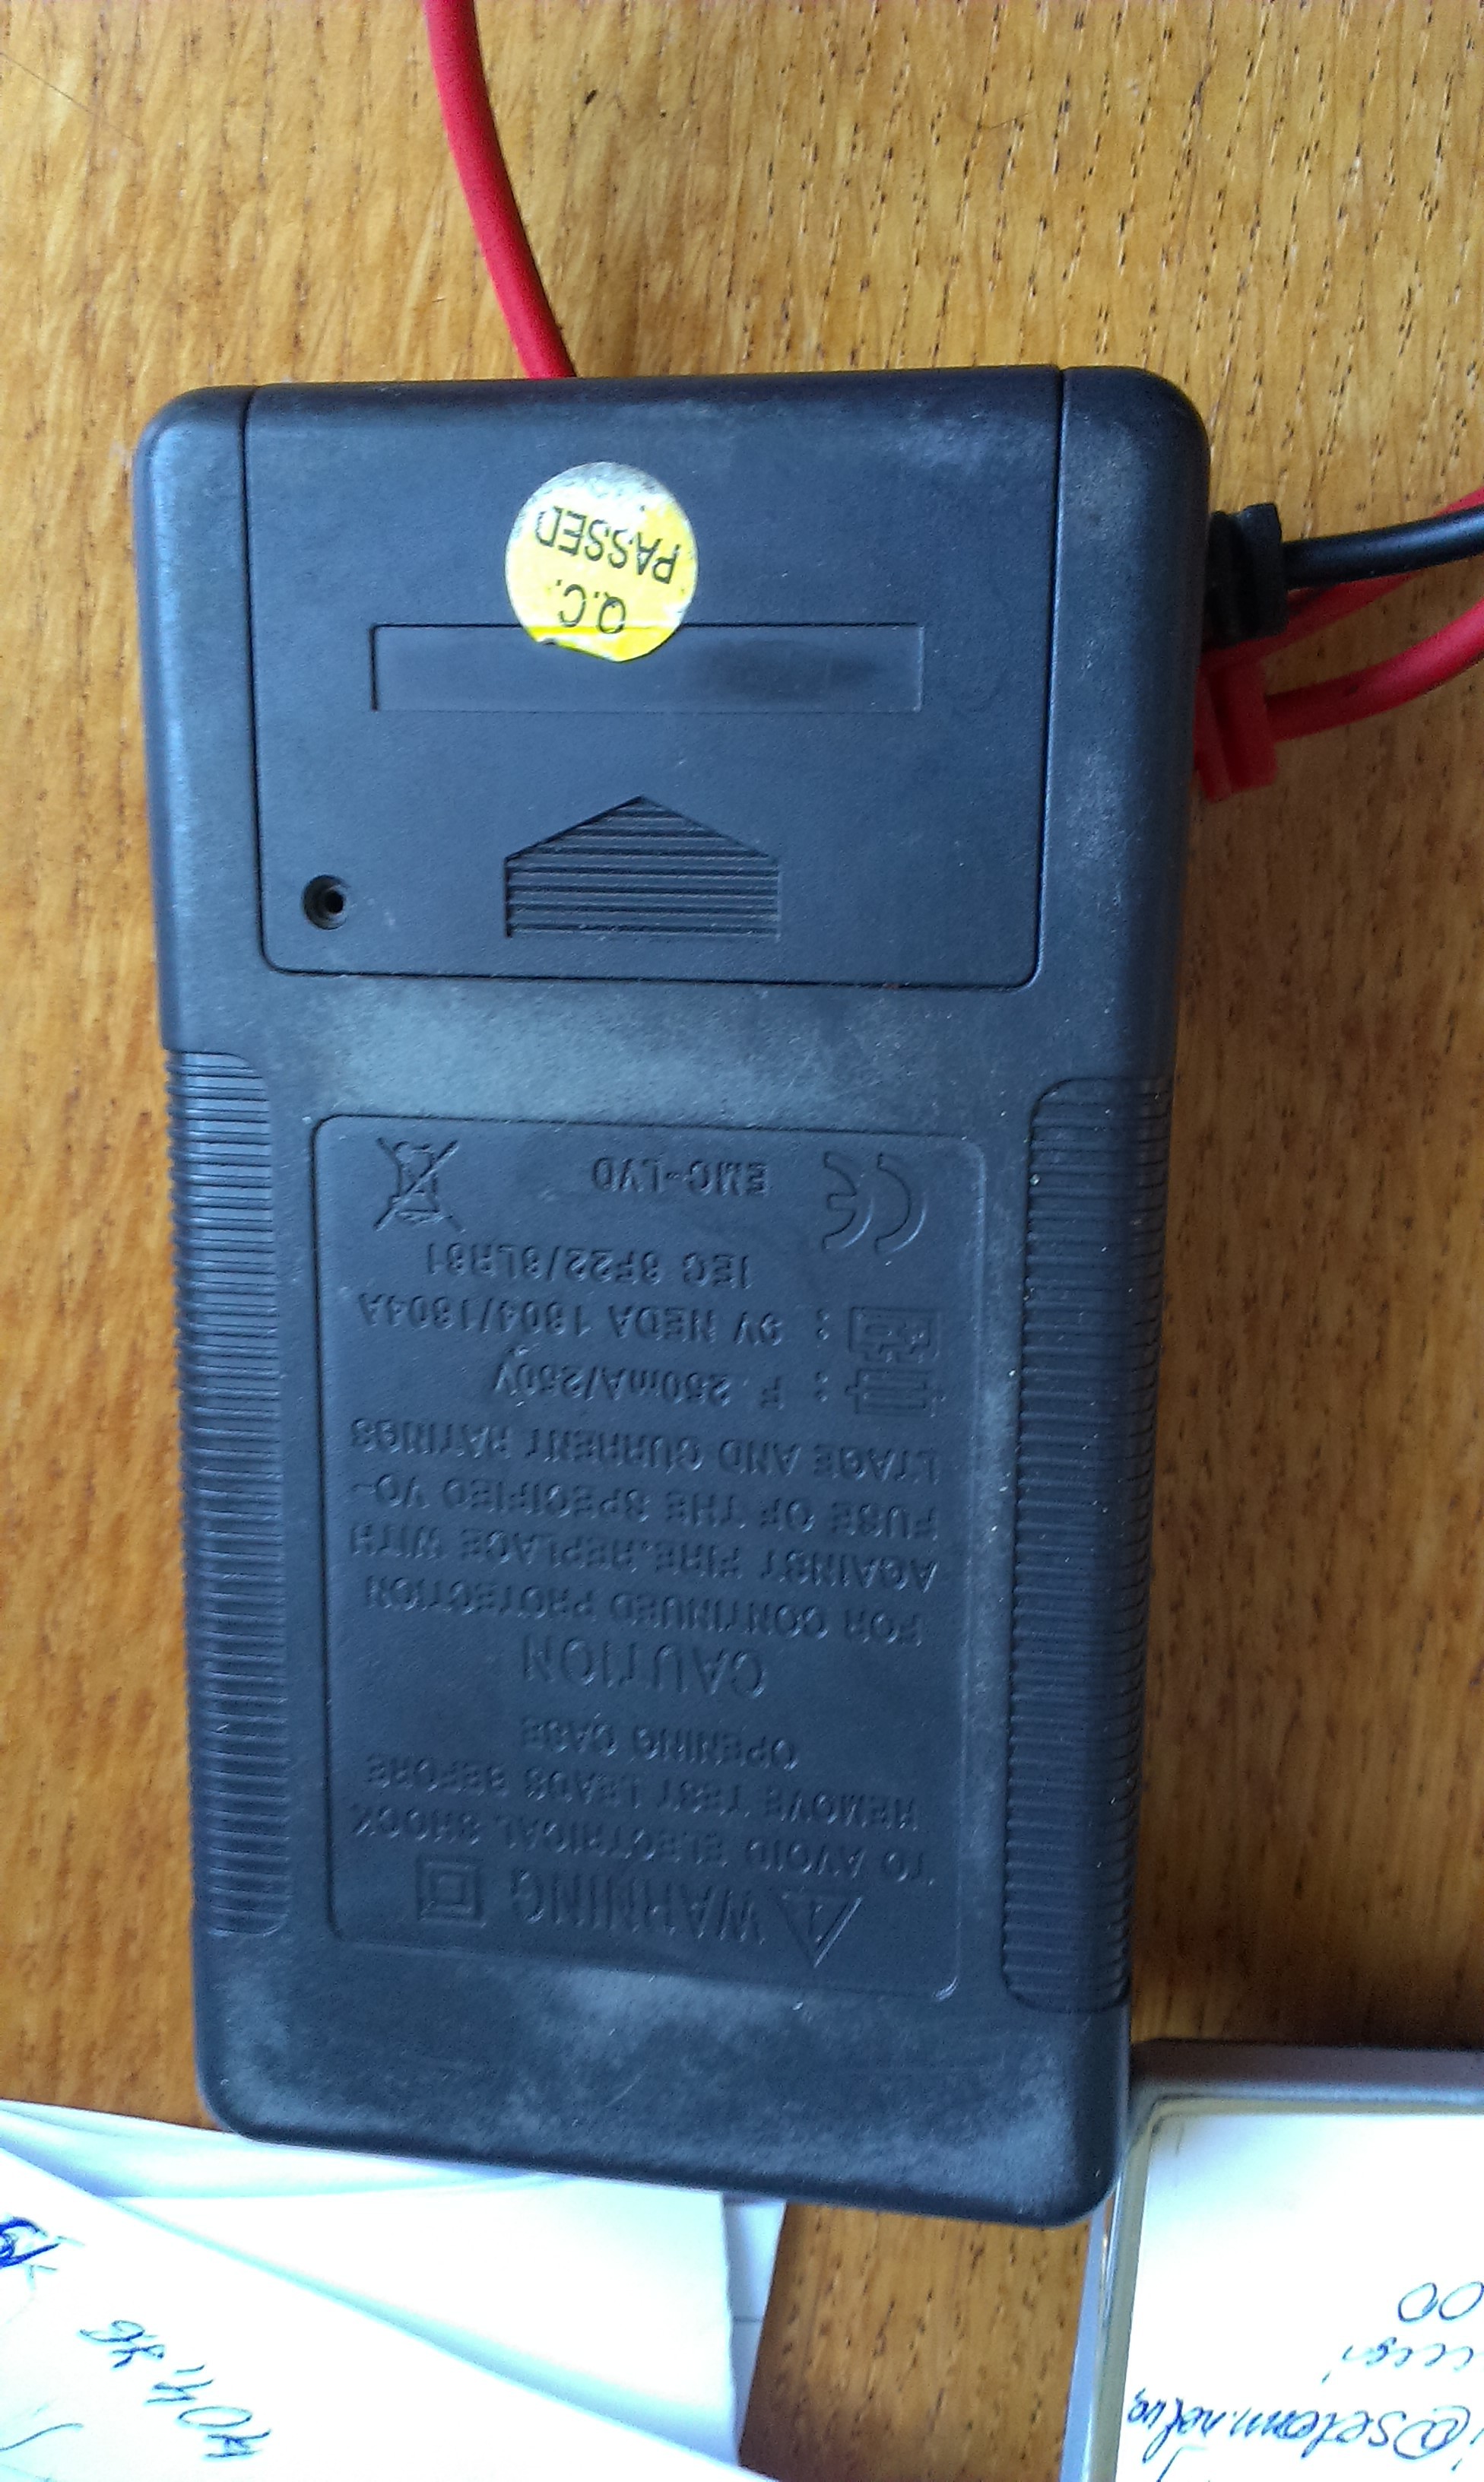 WARNING
TO AVOID ELECTRICAL SHOCK
REMOVE TEST LEADS BEFORE
OPENING CASE
CAUTION
FOR CONTINUED PROTECTION
AGAINST FIRE, REPLACE WITH
FUSE OF THE SPECIFIED VO-
LTAGE AND CURRENT RATINGS
: F 250mA/250V
: 9V NEDA 1604/1604A
IEC 6F22/6LR61
CE EMC-LVD
Q.C.
PASSED